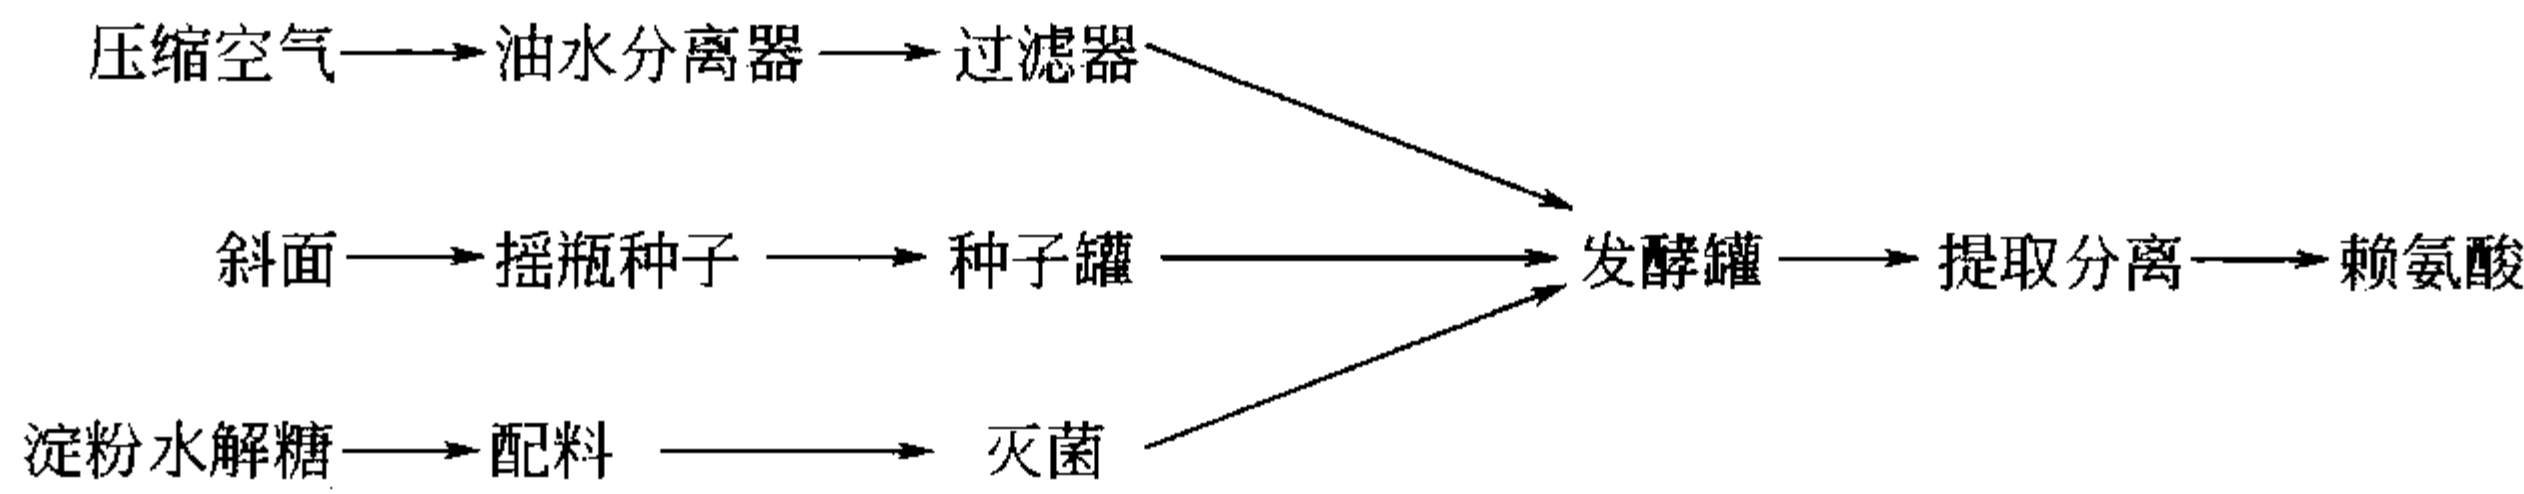 压缩空气 油水分离器 过滤器
斜面 摇瓶种子 种子罐 发酵罐 提取分离 赖氨酸
淀粉水解糖 配料 灭菌